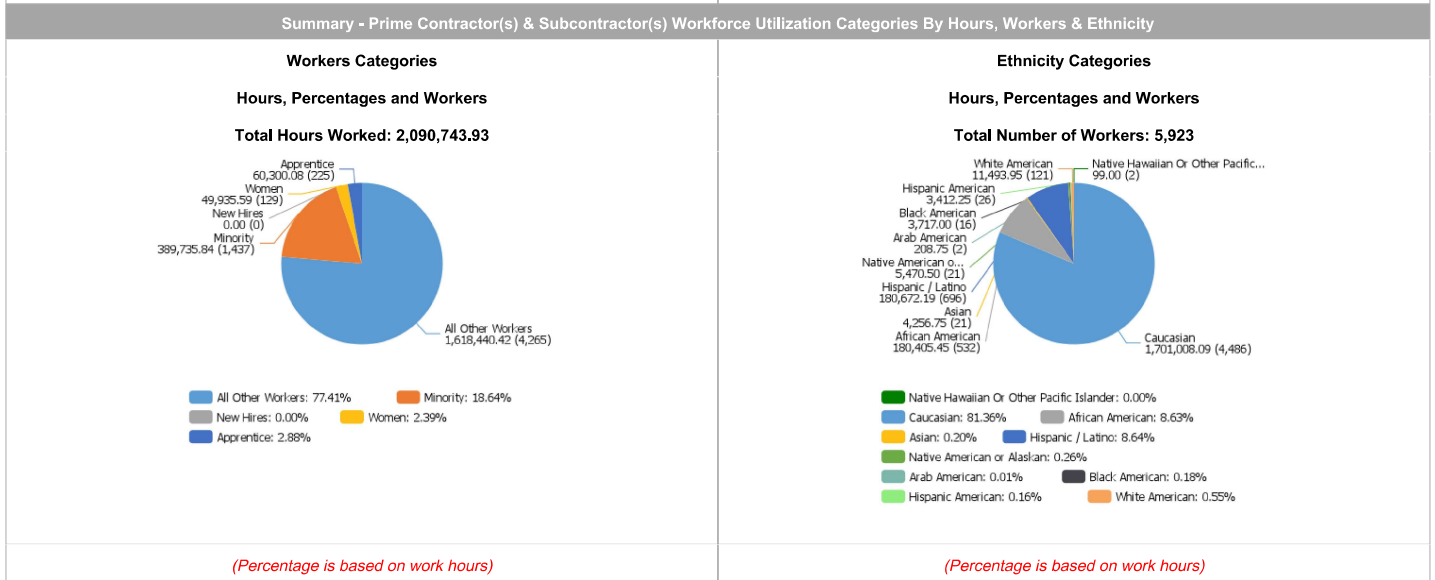 Summary - Prime Contractor(s) & Subcontractor(s) Workforce Utilization Categories By Hours, Workers & Ethnicity
Workers Categories
Hours, Percentages and Workers
Total Hours Worked: 2,090,743.93
Apprentice
60,300.08 (225)
Women
49,935.59 (129)
New Hires
0.00 (0)
Minority
389,735.84 (1,437)
All Other Workers
1,618,440.42 (4,265)
All Other Workers: 77.41% Minority: 18.64%
New Hires: 0.00% Women: 2.39%
Apprentice: 2.88%
(Percentage is based on work hours)
Ethnicity Categories
Hours, Percentages and Workers
Total Number of Workers: 5,923
White American
11,493.95 (121)
Native Hawaiian Or Other Pacific...
99.00 (2)
Hispanic American
3,412.25 (26)
Black American
3,717.00 (16)
Arab American
208.75 (2)
Native American o...
5,470.50 (21)
Hispanic / Latino
180,672.19 (696)
Asian
4,256.75 (21)
African American
180,405.45 (532)
Caucasian
1,701,008.09 (4,486)
Native Hawaiian Or Other Pacific Islander: 0.00%
Caucasian: 81.36% African American: 8.63%
Asian: 0.20% Hispanic / Latino: 8.64%
Native American or Alaskan: 0.26%
Arab American: 0.01% Black American: 0.18%
Hispanic American: 0.16% White American: 0.55%
(Percentage is based on work hours)